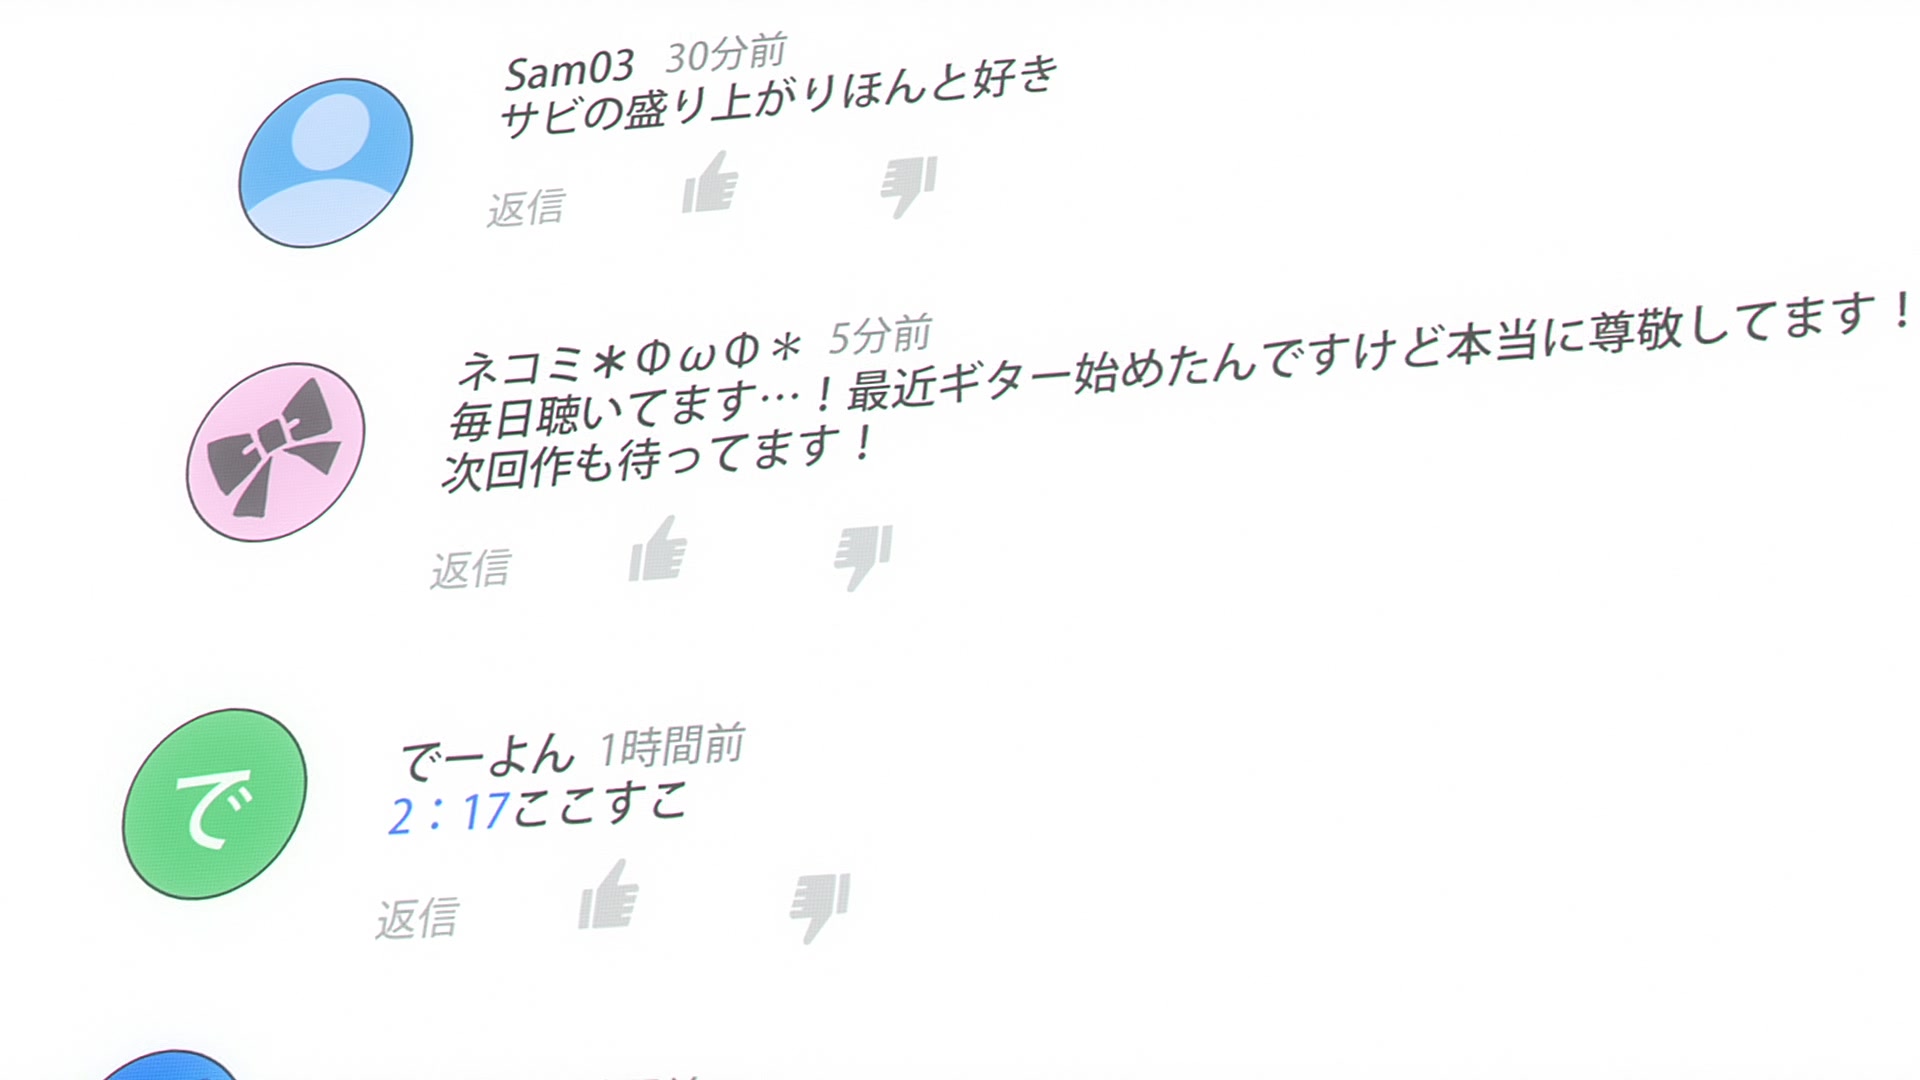 Sam03 30分前
サビの盛り上がりほんと好き
返信
ネコミ＊ΦωΦ＊ 5分前
毎日聴いてます…！最近ギター始めたんですけど本当に尊敬してます！
次回作も待ってます！
返信
で
でーよん 1時間前
2：17ここすこ
返信